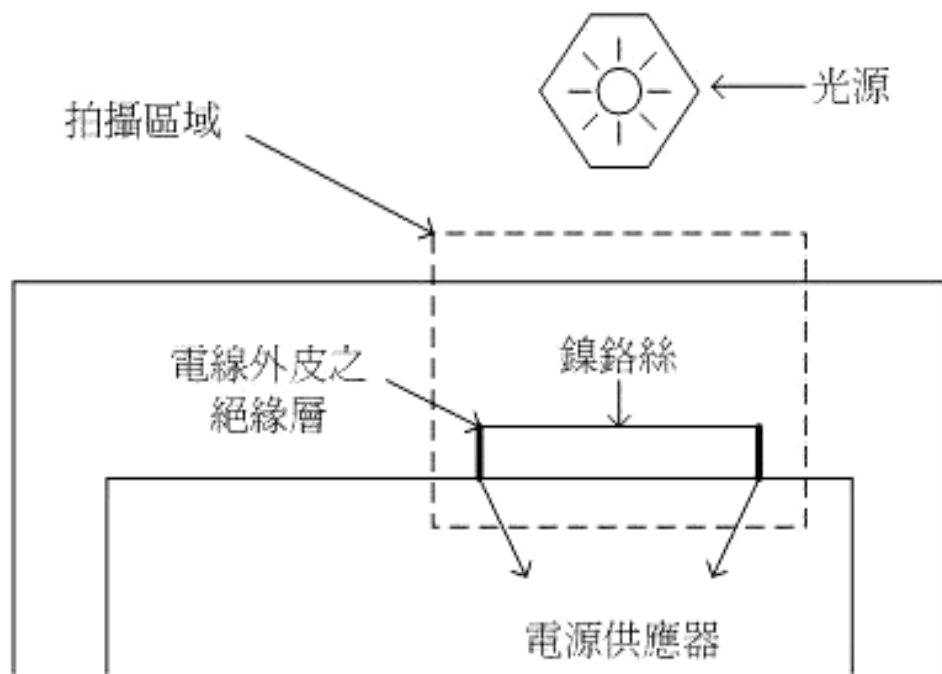 光源
拍攝區域
電線外皮之
絕緣層
鎳鉻絲
電源供應器